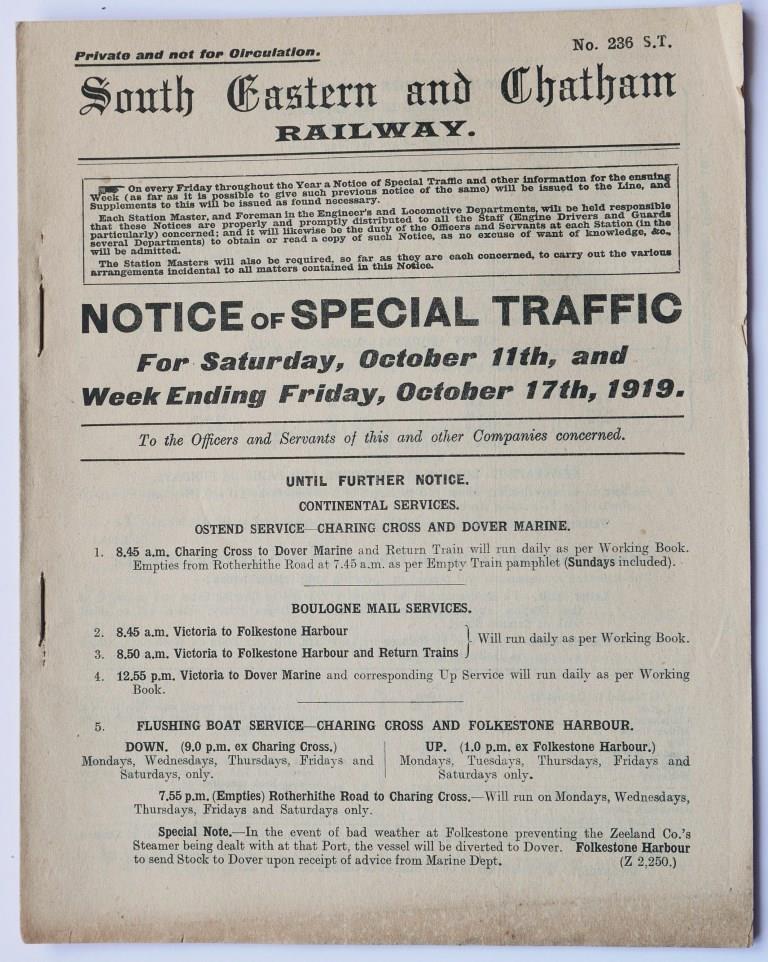 Private and not for Circulation.
No. 236 S.T.
South Eastern and Chatham
RAILWAY.
On every Friday throughout the Year a Notice of Special Traffic and other information for the ensuing
Week (as far as it is possible to give such previous notice of the same) will be issued to the Line, and
Supplements to this will be issued as found necessary.
Each Station Master, and Foreman in the Engineer's and Locomotive Departments, will be held responsible
that these Notices are properly and promptly distributed to all the Staff (Engine Drivers and Guards
particularly) concerned; and it will likewise be the duty of the Officers and Servants at each Station (in the
several Departments) to obtain or read a copy of such Notice, as no excuse of want of knowledge, &c.,
will be admitted.
The Station Masters will also be required, so far as they are each concerned, to carry out the various
arrangements incidental to all matters contained in this Notice.
NOTICE OF SPECIAL TRAFFIC
For Saturday, October 11th, and
Week Ending Friday, October 17th, 1919.
To the Officers and Servants of this and other Companies concerned.
UNTIL FURTHER NOTICE.
CONTINENTAL SERVICES.
OSTEND SERVICE—CHARING CROSS AND DOVER MARINE.
1. 8.45 a.m. Charing Cross to Dover Marine and Return Train will run daily as per Working Book.
Empties from Rotherhithe Road at 7.45 a.m. as per Empty Train pamphlet (Sundays included).
BOULOGNE MAIL SERVICES.
2. 8.45 a.m. Victoria to Folkestone Harbour
3. 8.50 a.m. Victoria to Folkestone Harbour and Return Trains } Will run daily as per Working Book.
4. 12.55 p.m. Victoria to Dover Marine and corresponding Up Service will run daily as per Working
Book.
5. FLUSHING BOAT SERVICE—CHARING CROSS AND FOLKESTONE HARBOUR.
DOWN. (9.0 p.m. ex Charing Cross.)
Mondays, Wednesdays, Thursdays, Fridays and
Saturdays, only.
UP. (1.0 p.m. ex Folkestone Harbour.)
Mondays, Tuesdays, Thursdays, Fridays and
Saturdays only.
7.55 p.m. (Empties) Rotherhithe Road to Charing Cross.—Will run on Mondays, Wednesdays,
Thursdays, Fridays and Saturdays only.
Special Note.—In the event of bad weather at Folkestone preventing the Zeeland Co.'s
Steamer being dealt with at that Port, the vessel will be diverted to Dover. Folkestone Harbour
to send Stock to Dover upon receipt of advice from Marine Dept. (Z 2,250.)